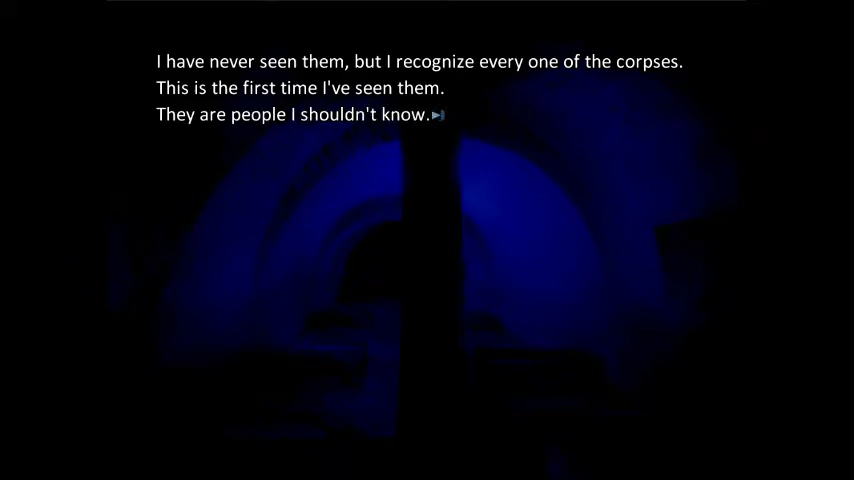 I have never seen them, but I recognize every one of the corpses.
This is the first time I've seen them.
They are people I shouldn't know.